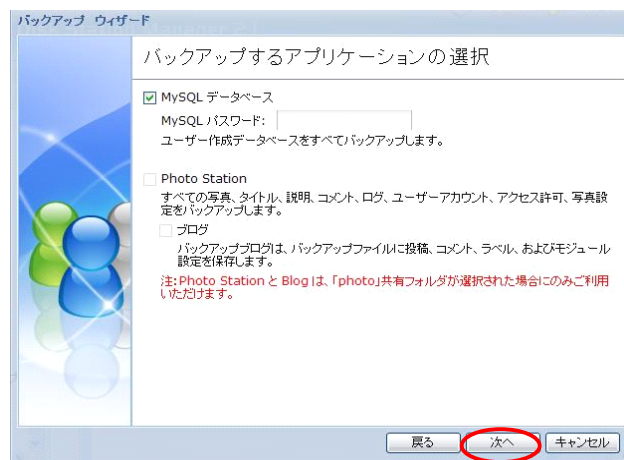 バックアップ ウィザード
バックアップするアプリケーションの選択
MySQL データベース
MySQL パスワード:
ユーザー作成データベースをすべてバックアップします。
Photo Station
すべての写真、タイトル、説明、コメント、ログ、ユーザーアカウント、アクセス許可、写真設
定をバックアップします。
ブログ
バックアップブログは、バックアップファイルに投稿、コメント、ラベル、およびモジュール
設定を保存します。
注:Photo Station と Blog は、「photo」共有フォルダが選択された場合にのみご利用
いただけます。
戻る
次へ
キャンセル